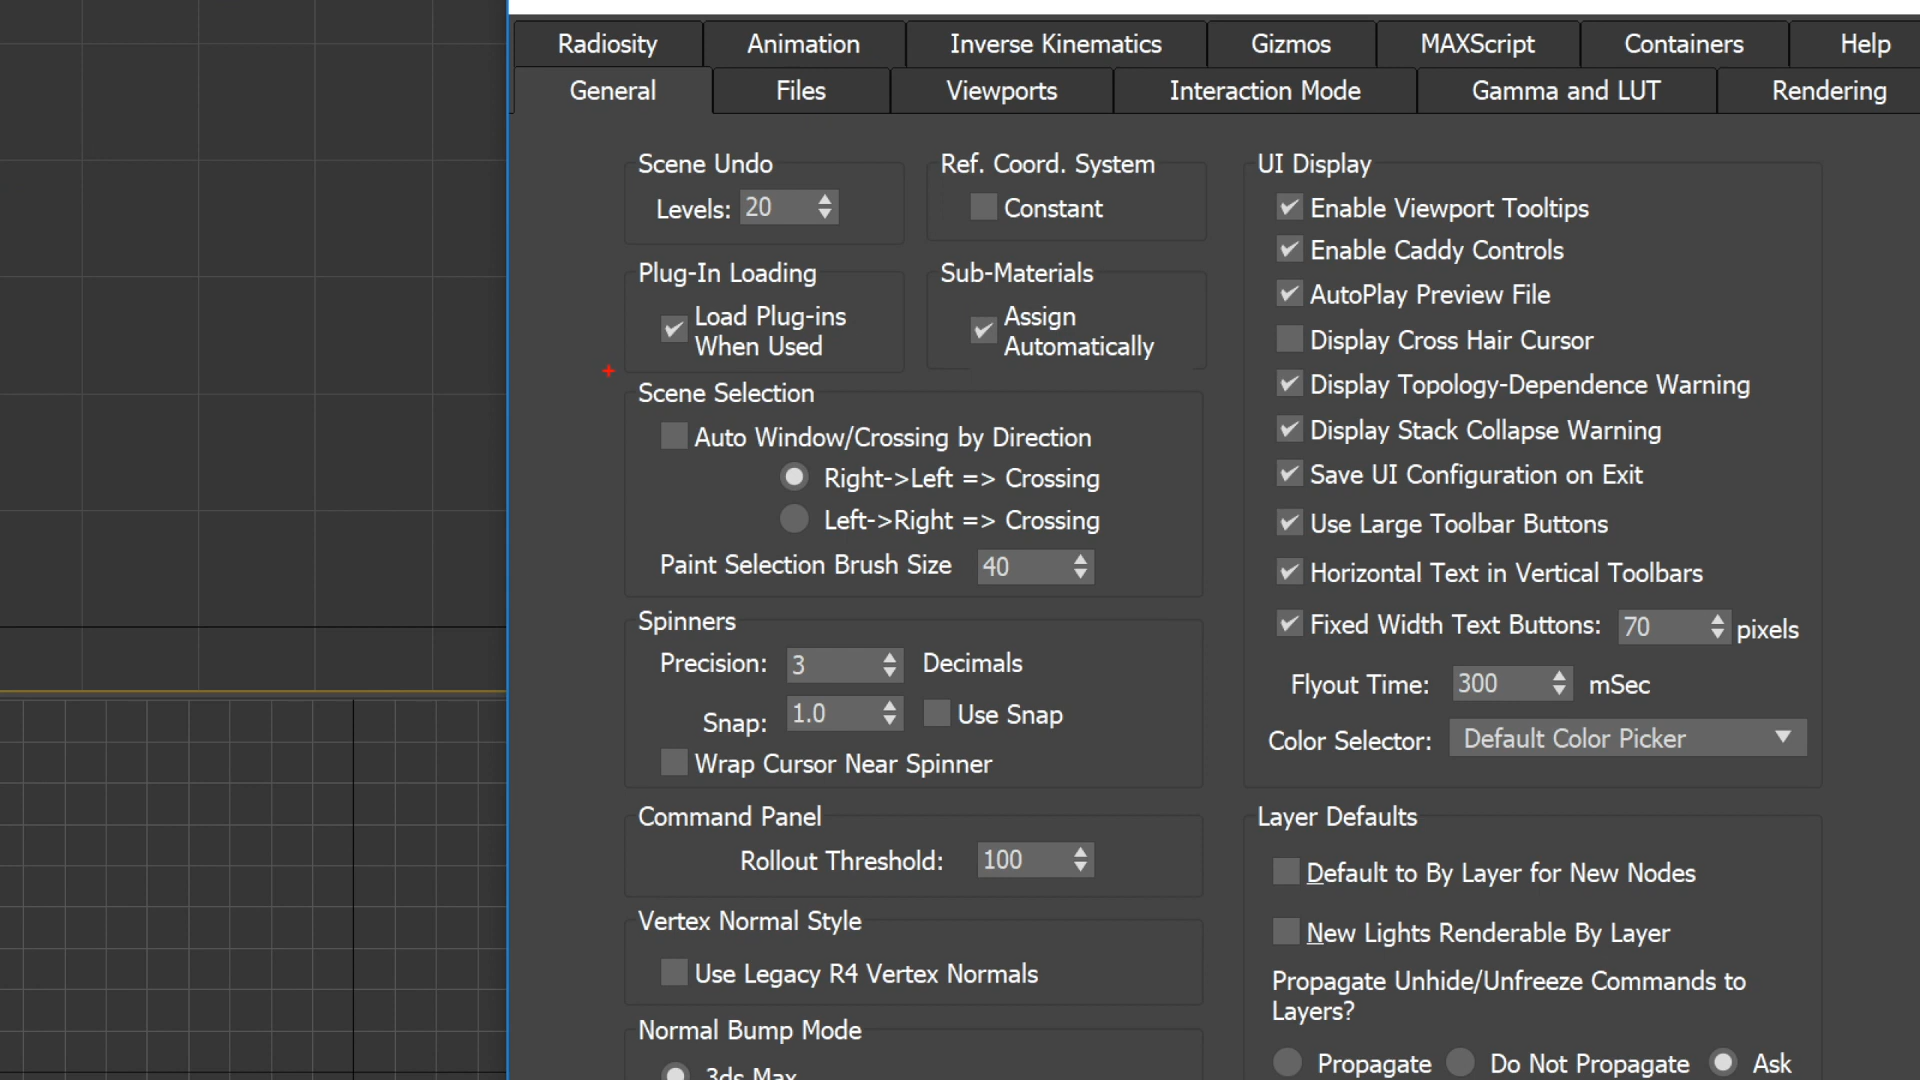 Radiosity Animation Inverse Kinematics Gizmos MAXScript Containers Help
General Files Viewports Interaction Mode Gamma and LUT Rendering
Scene Undo
Levels: 20
Ref. Coord. System
Constant
Plug-In Loading
Load Plug-ins
When Used
Sub-Materials
Assign
Automatically
Scene Selection
Auto Window/Crossing by Direction
Right->Left => Crossing
Left->Right => Crossing
Paint Selection Brush Size 40
Spinners
Precision: 3 Decimals
Snap: 1.0 Use Snap
Wrap Cursor Near Spinner
Command Panel
Rollout Threshold: 100
Vertex Normal Style
Use Legacy R4 Vertex Normals
Normal Bump Mode
3ds Max
UI Display
Enable Viewport Tooltips
Enable Caddy Controls
AutoPlay Preview File
Display Cross Hair Cursor
Display Topology-Dependence Warning
Display Stack Collapse Warning
Save UI Configuration on Exit
Use Large Toolbar Buttons
Horizontal Text in Vertical Toolbars
Fixed Width Text Buttons: 70 pixels
Flyout Time: 300 mSec
Color Selector: Default Color Picker
Layer Defaults
Default to By Layer for New Nodes
New Lights Renderable By Layer
Propagate Unhide/Unfreeze Commands to
Layers?
Propagate Do Not Propagate Ask